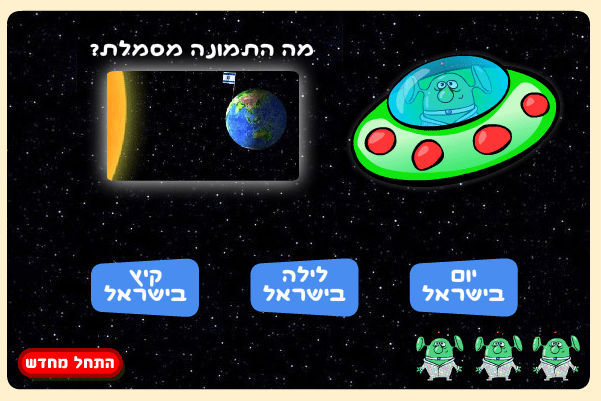 מה התמונה מסמלת?
יום
בישראל
לילה
בישראל
קיץ
בישראל
התחל מחדש